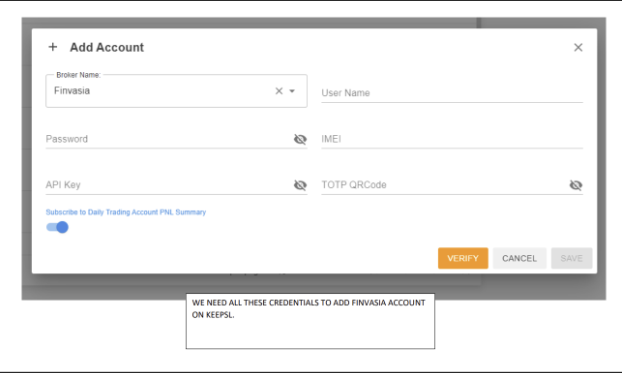 + Add Account
Broker Name:
Finvasia
User Name
Password
IMEI
API Key
TOTP QRCode
Subscribe to Daily Trading Account PNL Summary
VERIFY CANCEL SAVE
WE NEED ALL THESE CREDENTIALS TO ADD FINVASIA ACCOUNT
ON KEEPSL.